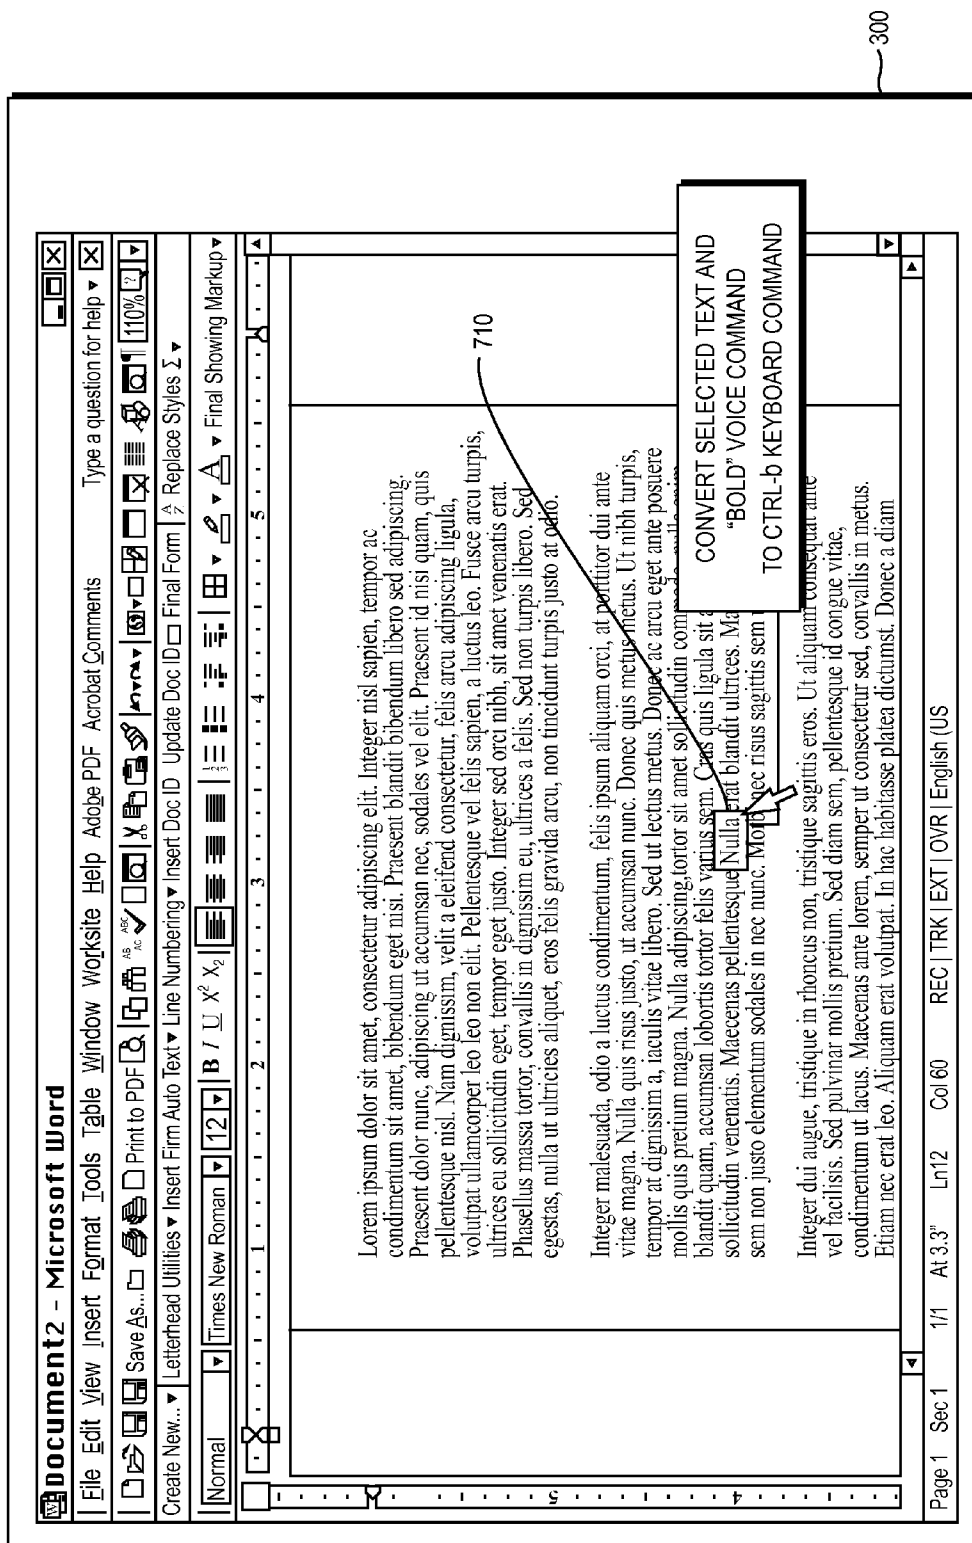 Document2 - Microsoft Word
File Edit View Insert Format Tools Table Window Worksite Help Adobe PDF Acrobat Comments Type a question for help
Save As... Print to PDF 110%
Create New... Letterhead Utilities Insert Firm Auto Text Line Numbering Insert Doc ID Update Doc ID Final Form Replace Styles Σ
Normal Times New Roman 12 B I U X² X₂ Final Showing Markup
1 2 3 4 5
Lorem ipsum dolor sit amet, consectetur adipiscing elit. Integer nisl sapien, tempor ac
condimentum sit amet, bibendum eget nisi. Praesent blandit bibendum libero sed adipiscing.
Praesent dolor nunc, adipiscing ut accumsan nec, sodales vel elit. Praesent id nisi quam, quis
pellentesque nisl. Nam dignissim, velit a eleifend consectetur, felis arcu adipiscing ligula,
volutpat ullamcorper leo leo non elit. Pellentesque vel felis sapien, a luctus leo. Fusce arcu turpis,
ultrices eu sollicitudin eget, tempor eget justo. Integer sed orci nibh, sit amet venenatis erat.
Phasellus massa tortor, convallis in dignissim eu, ultrices a felis. Sed non turpis libero. Sed
egestas, nulla ut ultricies aliquet, eros felis gravida arcu, non tincidunt turpis justo at odio.
710
Integer malesuada, odio a luctus condimentum, felis ipsum aliquam orci, at porttitor dui ante
vitae magna. Nulla quis risus justo, ut accumsan nunc. Donec quis metus metus. Ut nibh turpis,
tempor at dignissim a, iaculis vitae libero. Sed ut lectus metus. Donec ac arcu eget ante posuere
mollis quis pretium magna. Nulla adipiscing,tortor sit amet sollicitudin commodo, nulla enim
blandit quam, accumsan lobortis tortor felis varius sem. Cras quis ligula sit a
sollicitudin venenatis. Maecenas pellentesque Nulla erat blandit ultrices. Ma
sem non justo elementum sodales in nec nunc. nec risus sagittis sem
CONVERT SELECTED TEXT AND
“BOLD” VOICE COMMAND
TO CTRL-b KEYBOARD COMMAND
Integer dui augue, tristique in rhoncus non, tristique sagittis eros. Ut aliquam consequat ante
vel facilisis. Sed pulvinar mollis pretium. Sed diam sem, pellentesque id congue vitae,
condimentum ut lacus. Maecenas ante lorem, semper ut consectetur sed, convallis in metus.
Etiam nec erat leo. Aliquam erat volutpat. In hac habitasse platea dictumst. Donec a diam
5
4
Page 1 Sec 1 1/1 At 3.3" Ln12 Col 60 REC | TRK | EXT | OVR | English (US
300